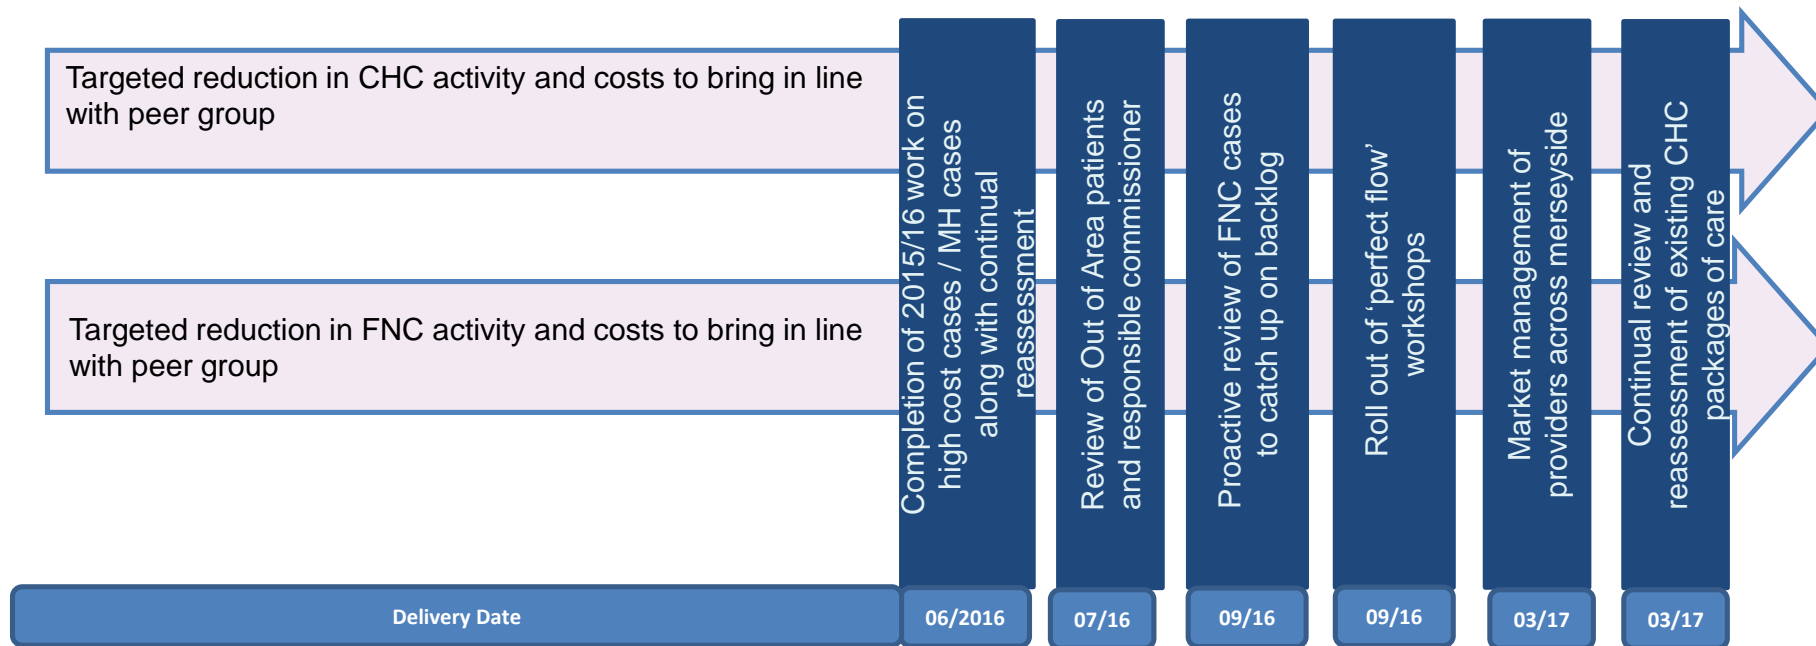 Targeted reduction in CHC activity and costs to bring in line
with peer group
Targeted reduction in FNC activity and costs to bring in line
with peer group
Completion of 2015/16 work on
high cost cases / MH cases
along with continual
reassessment
Review of Out of Area patients
and responsible commissioner
Proactive review of FNC cases
to catch up on backlog
Roll out of ‘perfect flow’
workshops
Market management of
providers across merseyside
Continual review and
reassessment of existing CHC
packages of care
Delivery Date
06/2016
07/16
09/16
09/16
03/17
03/17